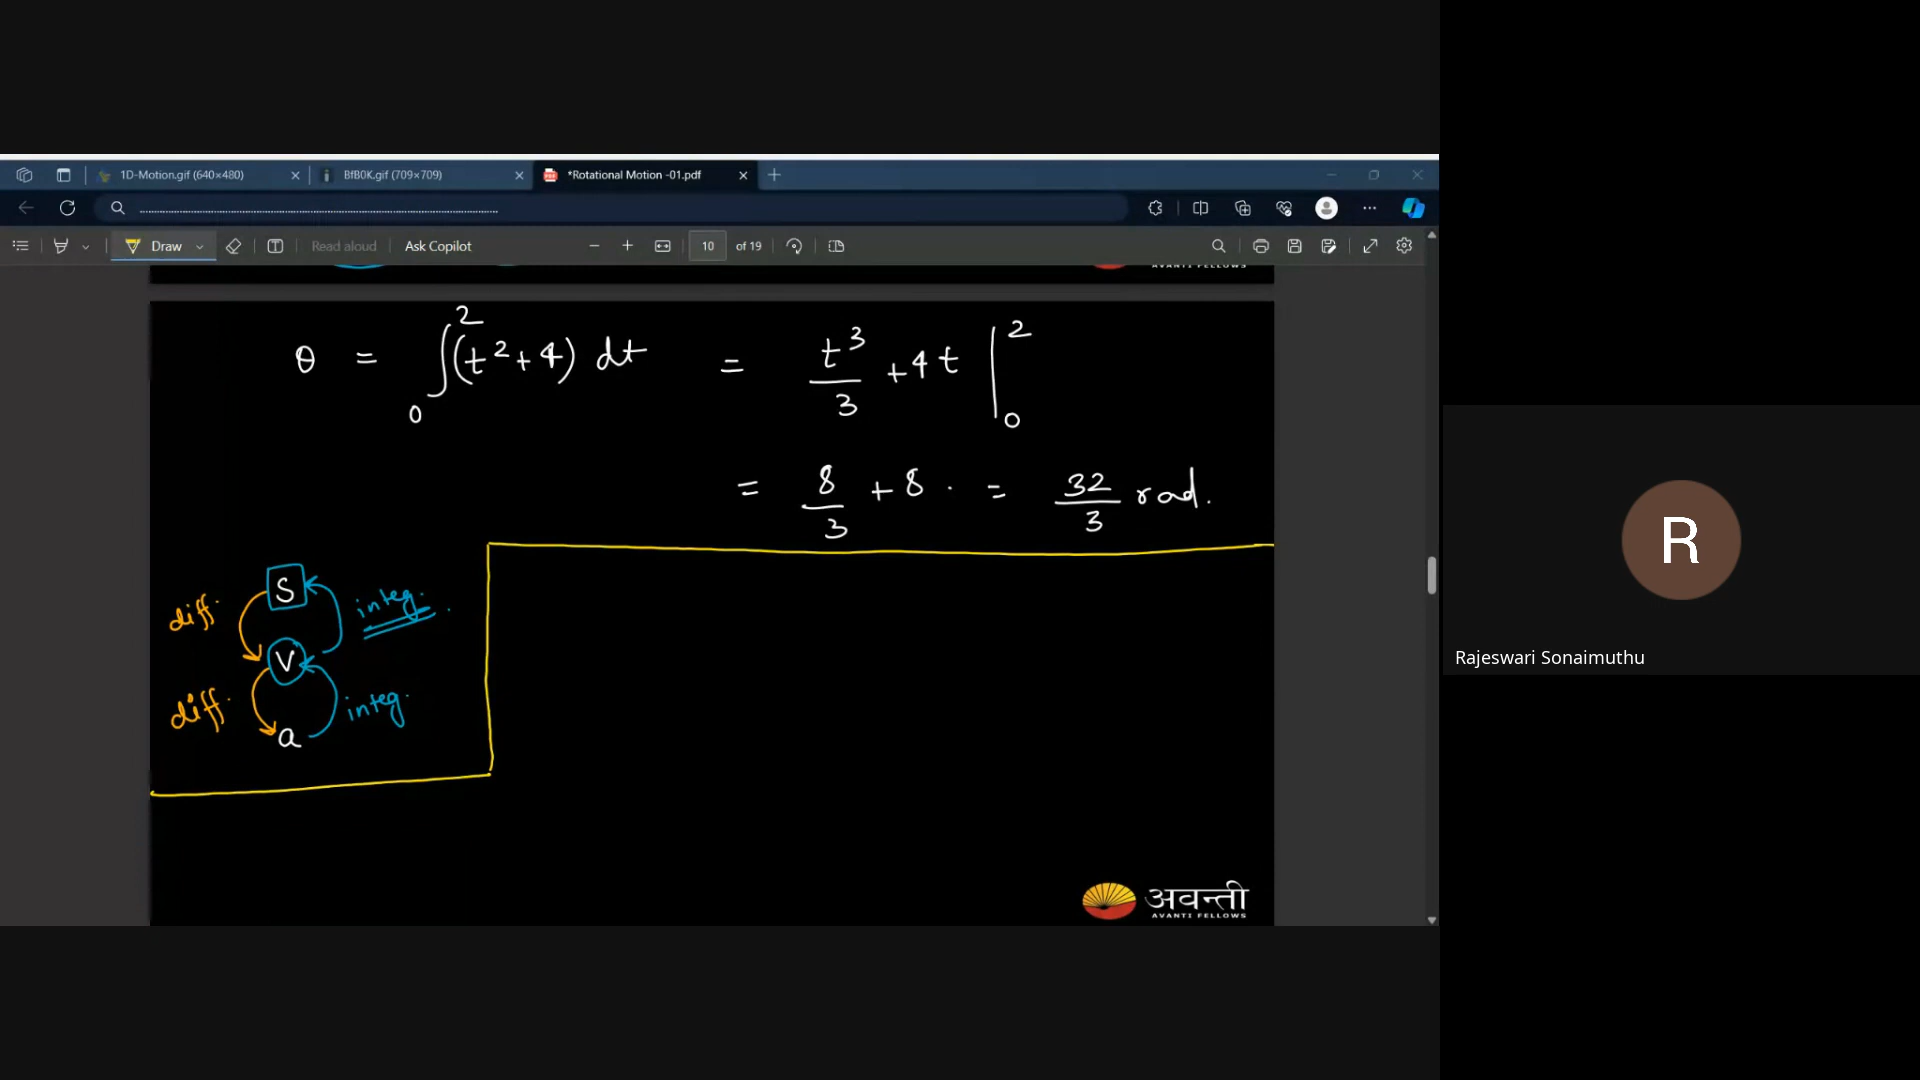 1D-Motion.gif (640×480)
BfB0K.gif (709×709)
*Rotational Motion -01.pdf
Draw
Read aloud
Ask Copilot
10 of 19
AVANTI FELLOWS
θ = ∫₀² (t² + 4) dt = t³/3 + 4t |₀²
= 8/3 + 8 . = 32/3 rad.
diff. S integ.
V
diff. integ.
a
अवन्ती
AVANTI FELLOWS
R
Rajeswari Sonaimuthu